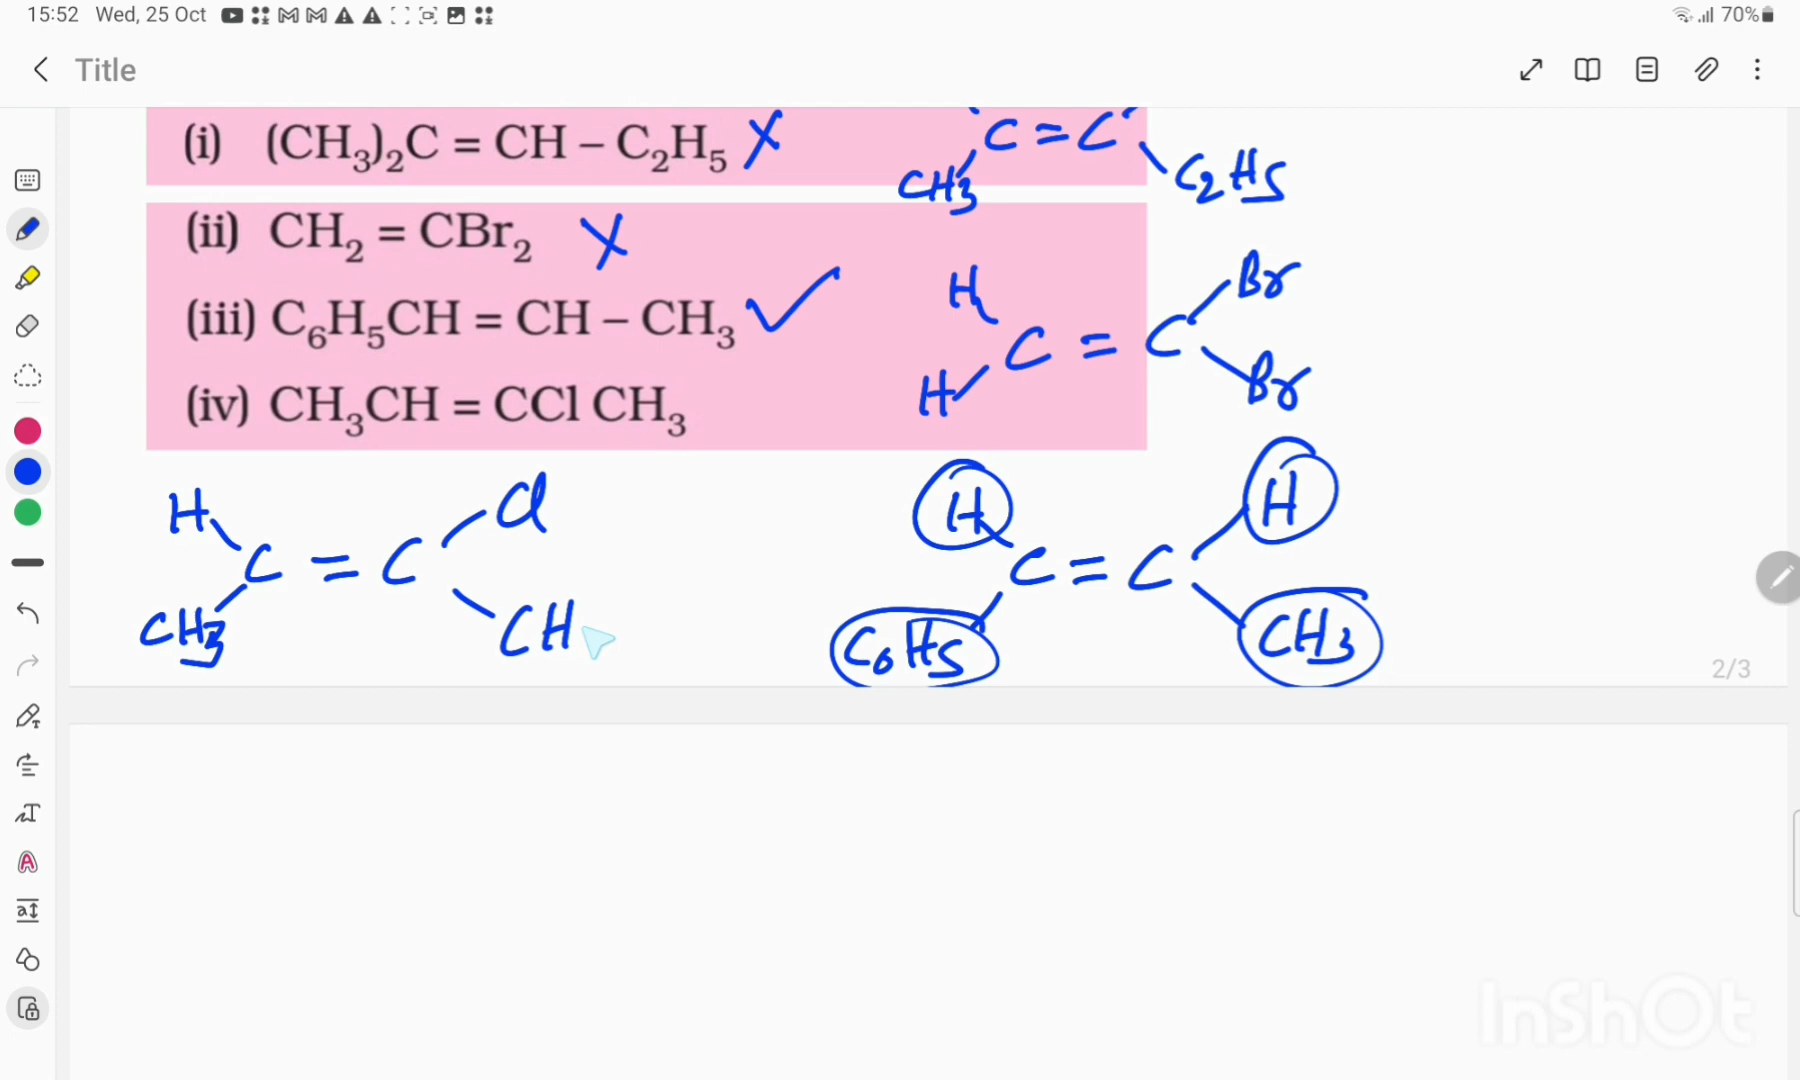 15:52 Wed, 25 Oct 70%
Title
(i) (CH₃)₂C = CH – C₂H₅ X
C = C
CH3 C2H5
(ii) CH₂ = CBr₂ X
(iii) C₆H₅CH = CH – CH₃ ✓
(iv) CH₃CH = CCl CH₃
H Br
C = C
H Br
H Cl
C = C
CH3 CH
H H
C = C
C6H5 CH3
2/3
InShOt